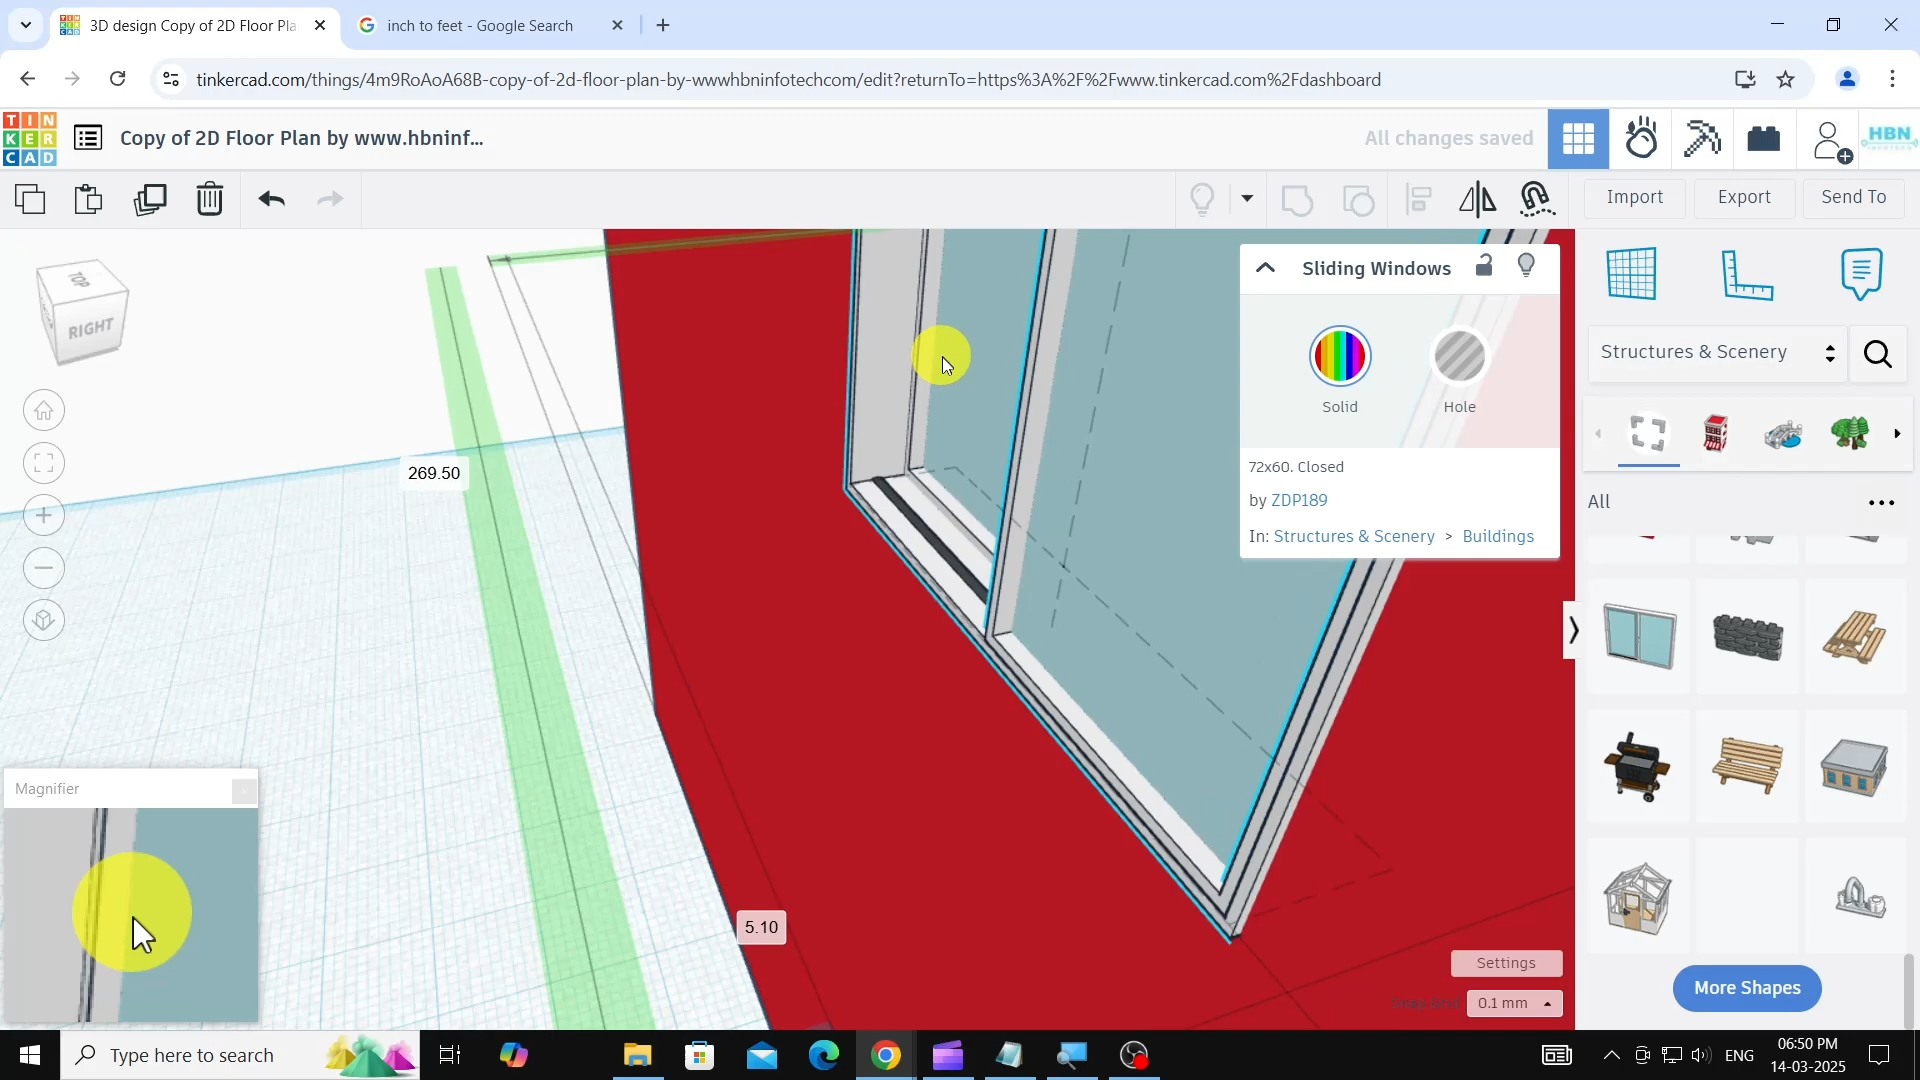 3D design Copy of 2D Floor Pla
inch to feet - Google Search
tinkercad.com/things/4m9RoAoA68B-copy-of-2d-floor-plan-by-wwwhbninfotechcom/edit?returnTo=https%3A%2F%2Fwww.tinkercad.com%2Fdashboard
TIN
KER
CAD
Copy of 2D Floor Plan by www.hbninf...
All changes saved
HBN
Import
Export
Send To
TOP
RIGHT
Sliding Windows
Solid
Hole
72x60. Closed
by ZDP189
In: Structures & Scenery > Buildings
Structures & Scenery
All
269.50
5.10
Magnifier
Settings
0.1 mm
More Shapes
Type here to search
ENG
06:50 PM
14-03-2025